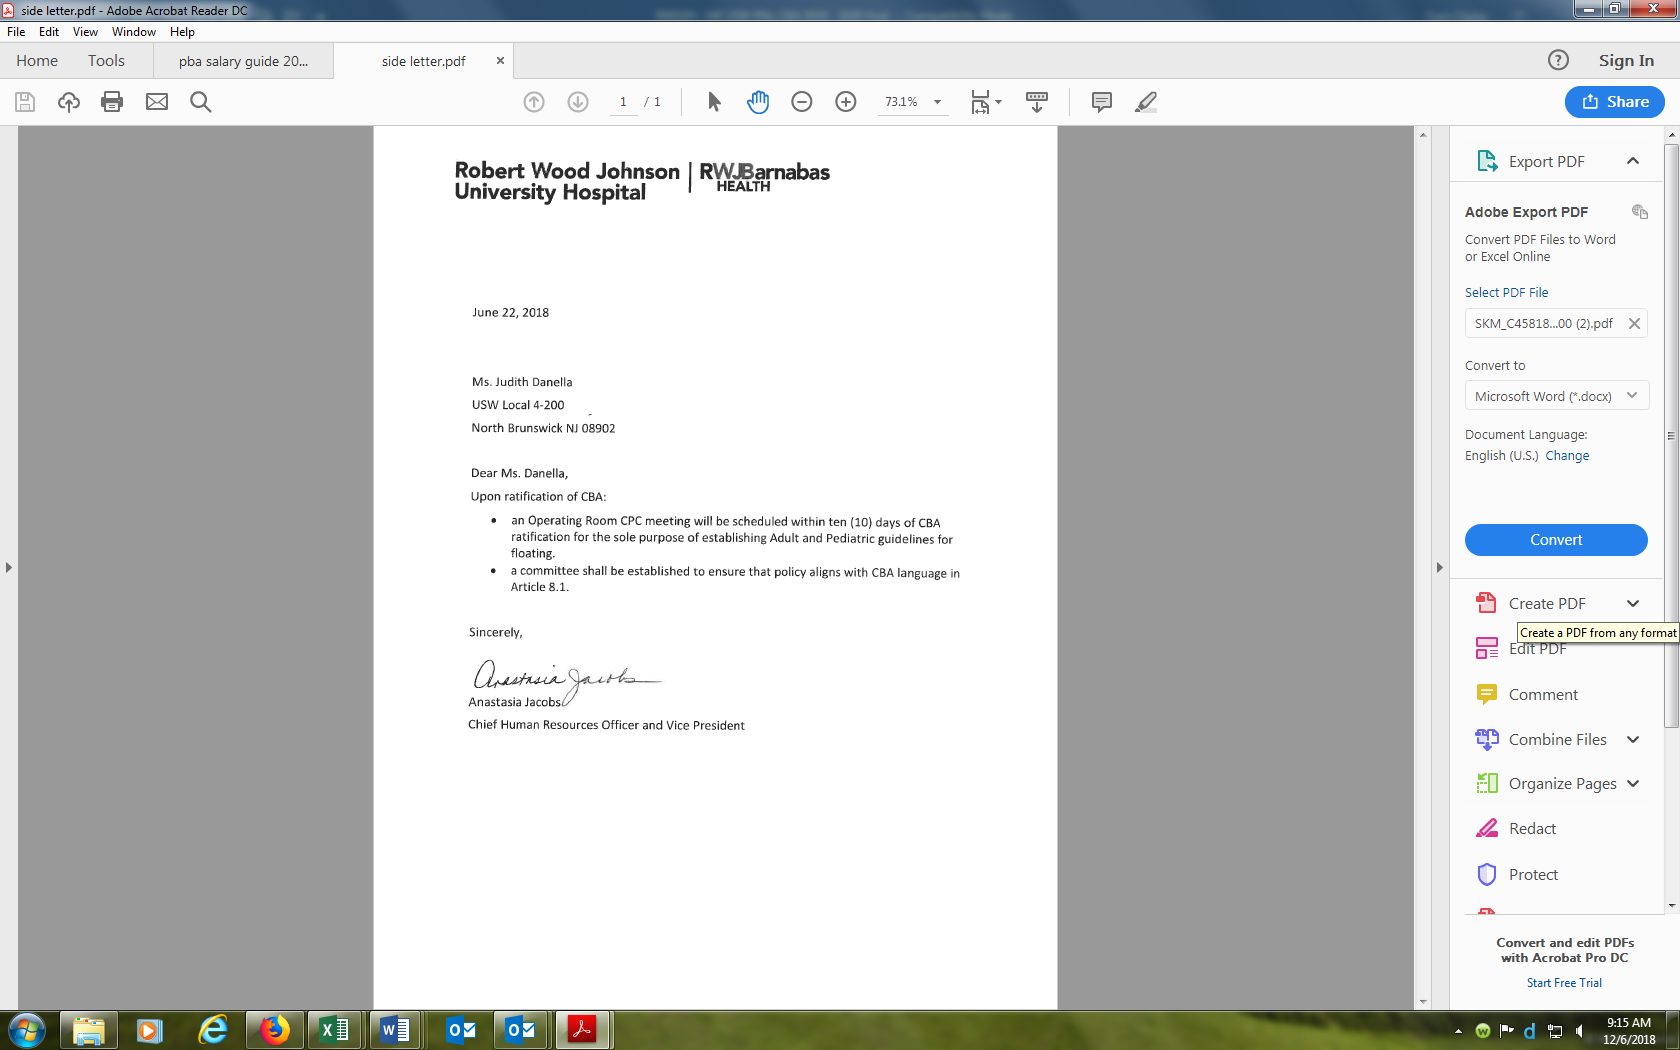 side letter.pdf - Adobe Acrobat Reader DC
File Edit View Window Help
Home Tools pba salary guide 20... side letter.pdf × ? Sign In
1 / 1 73.1% Share
Robert Wood Johnson
University Hospital
RWJBarnabas
HEALTH
June 22, 2018
Ms. Judith Danella
USW Local 4-200
North Brunswick NJ 08902
Dear Ms. Danella,
Upon ratification of CBA:
• an Operating Room CPC meeting will be scheduled within ten (10) days of CBA
ratification for the sole purpose of establishing Adult and Pediatric guidelines for
floating.
• a committee shall be established to ensure that policy aligns with CBA language in
Article 8.1.
Sincerely,
Anastasia Jacobs
Anastasia Jacobs
Chief Human Resources Officer and Vice President
Export PDF
Adobe Export PDF
Convert PDF Files to Word
or Excel Online
Select PDF File
SKM_C45818...00 (2).pdf
Convert to
Microsoft Word (*.docx)
Document Language:
English (U.S.) Change
Convert
Create PDF
Create a PDF from any format
Edit PDF
Comment
Combine Files
Organize Pages
Redact
Protect
Convert and edit PDFs
with Acrobat Pro DC
Start Free Trial
9:15 AM
12/6/2018